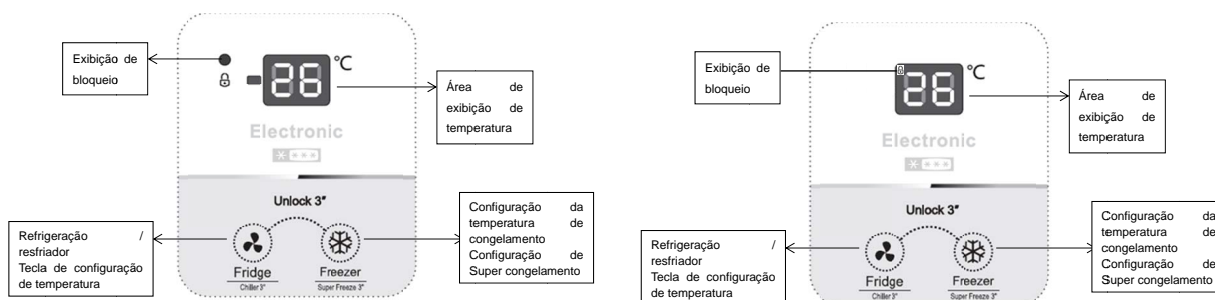 Exibição de
bloqueio
26 °C
Área de
exibição de
temperatura
Electronic
Unlock 3"
Refrigeração /
resfriador
Tecla de configuração
de temperatura
Fridge
Chiller 3"
Freezer
Super Freeze 3"
Configuração da
temperatura de
congelamento
Configuração de
Super congelamento
Exibição de
bloqueio
26 °C
Área de
exibição de
temperatura
Electronic
Unlock 3"
Refrigeração /
resfriador
Tecla de configuração
de temperatura
Fridge
Chiller 3"
Freezer
Super Freeze 3"
Configuração da
temperatura de
congelamento
Configuração de
Super congelamento